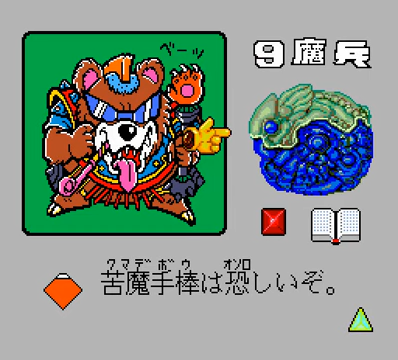 ベーッ
9魔兵
クマデボウ オソロ
苦魔手棒は恐しいぞ。